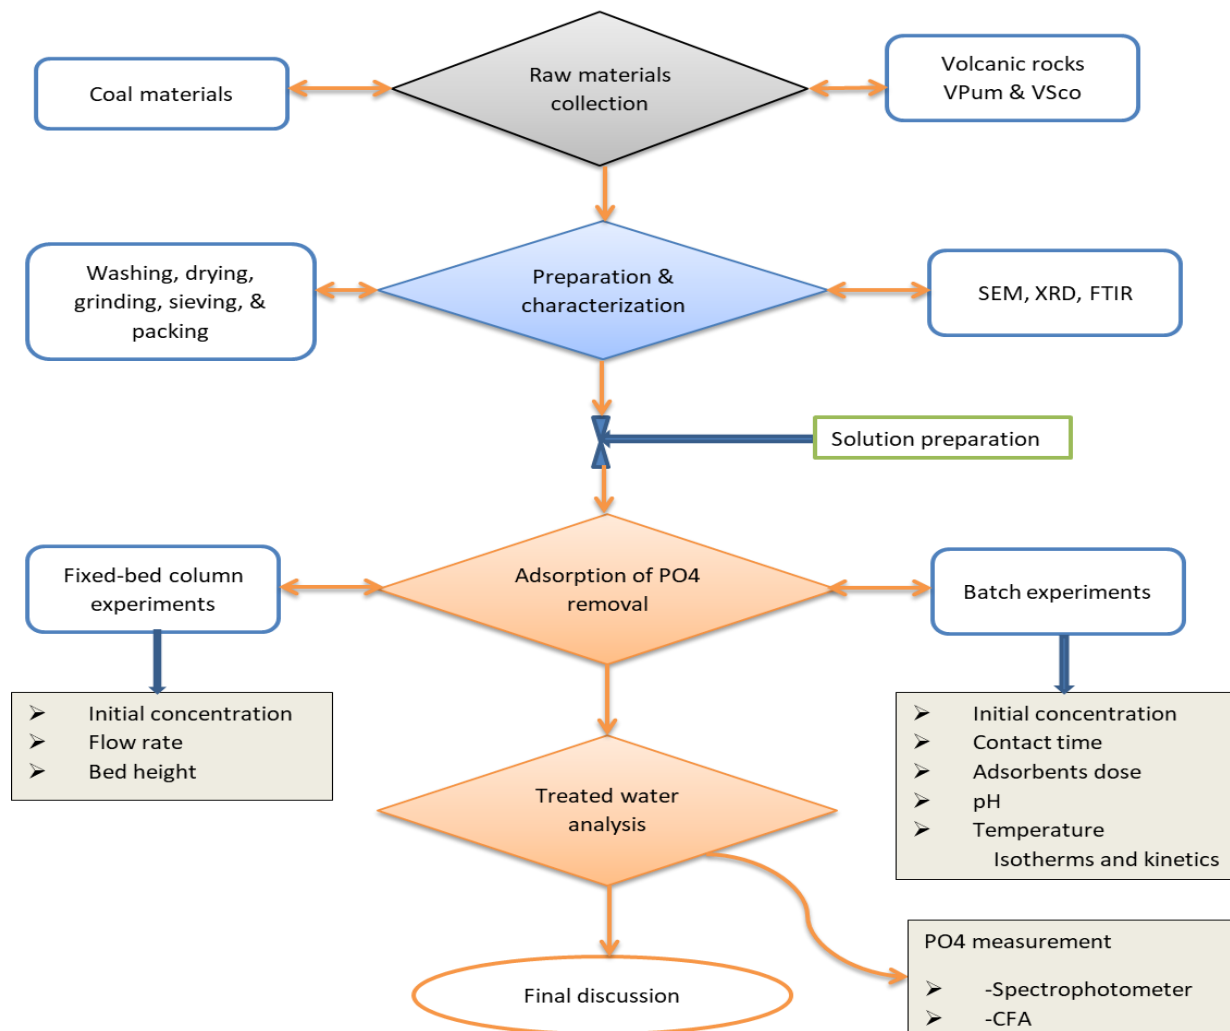 Coal materials
Raw materials
collection
Volcanic rocks
VPum & VSco
Washing, drying,
grinding, sieving, &
packing
Preparation &
characterization
SEM, XRD, FTIR
Solution preparation
Fixed-bed column
experiments
Adsorption of PO4
removal
Batch experiments
➢ Initial concentration
➢ Flow rate
➢ Bed height
➢ Initial concentration
➢ Contact time
➢ Adsorbents dose
➢ pH
➢ Temperature
Isotherms and kinetics
Treated water
analysis
PO4 measurement
➢ -Spectrophotometer
➢ -CFA
Final discussion